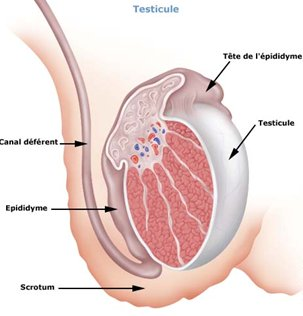 Testicule
Tête de l'épididyme
Testicule
Canal déférent
Epididyme
Scrotum